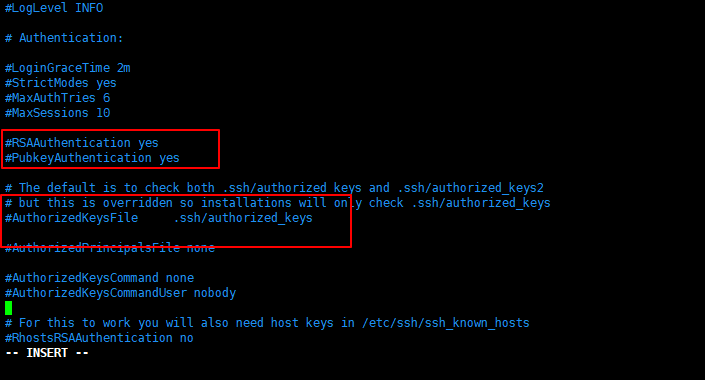 #LogLevel INFO
# Authentication:
#LoginGraceTime 2m
#StrictModes yes
#MaxAuthTries 6
#MaxSessions 10
#RSAAuthentication yes
#PubkeyAuthentication yes
# The default is to check both .ssh/authorized_keys and .ssh/authorized_keys2
# but this is overridden so installations will only check .ssh/authorized_keys
#AuthorizedKeysFile     .ssh/authorized_keys
#AuthorizedPrincipalsFile none
#AuthorizedKeysCommand none
#AuthorizedKeysCommandUser nobody
# For this to work you will also need host keys in /etc/ssh/ssh_known_hosts
#RhostsRSAAuthentication no
-- INSERT --